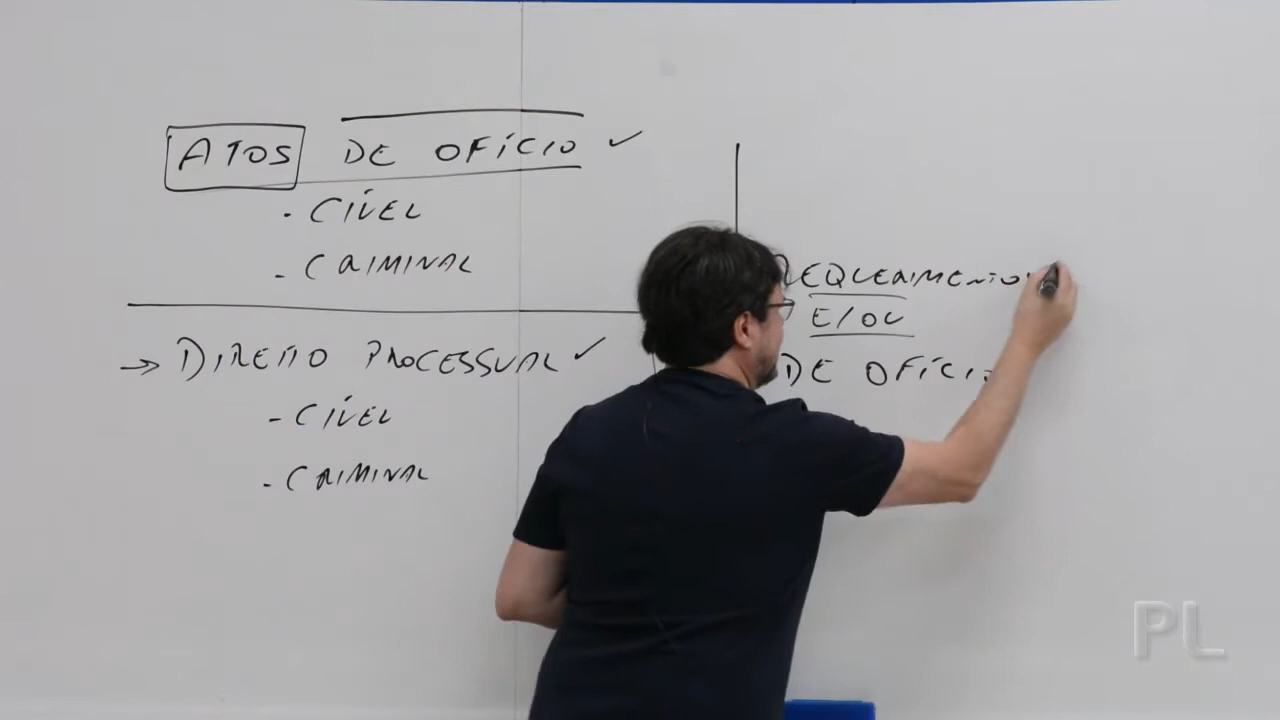 ATOS DE OFÍCIO ✓
- CÍVEL
- CRIMINAL
→ DIREITO PROCESSUAL ✓
- CÍVEL
- CRIMINAL
REQUERIMENTO
E/OU
DE OFÍCIO
PL